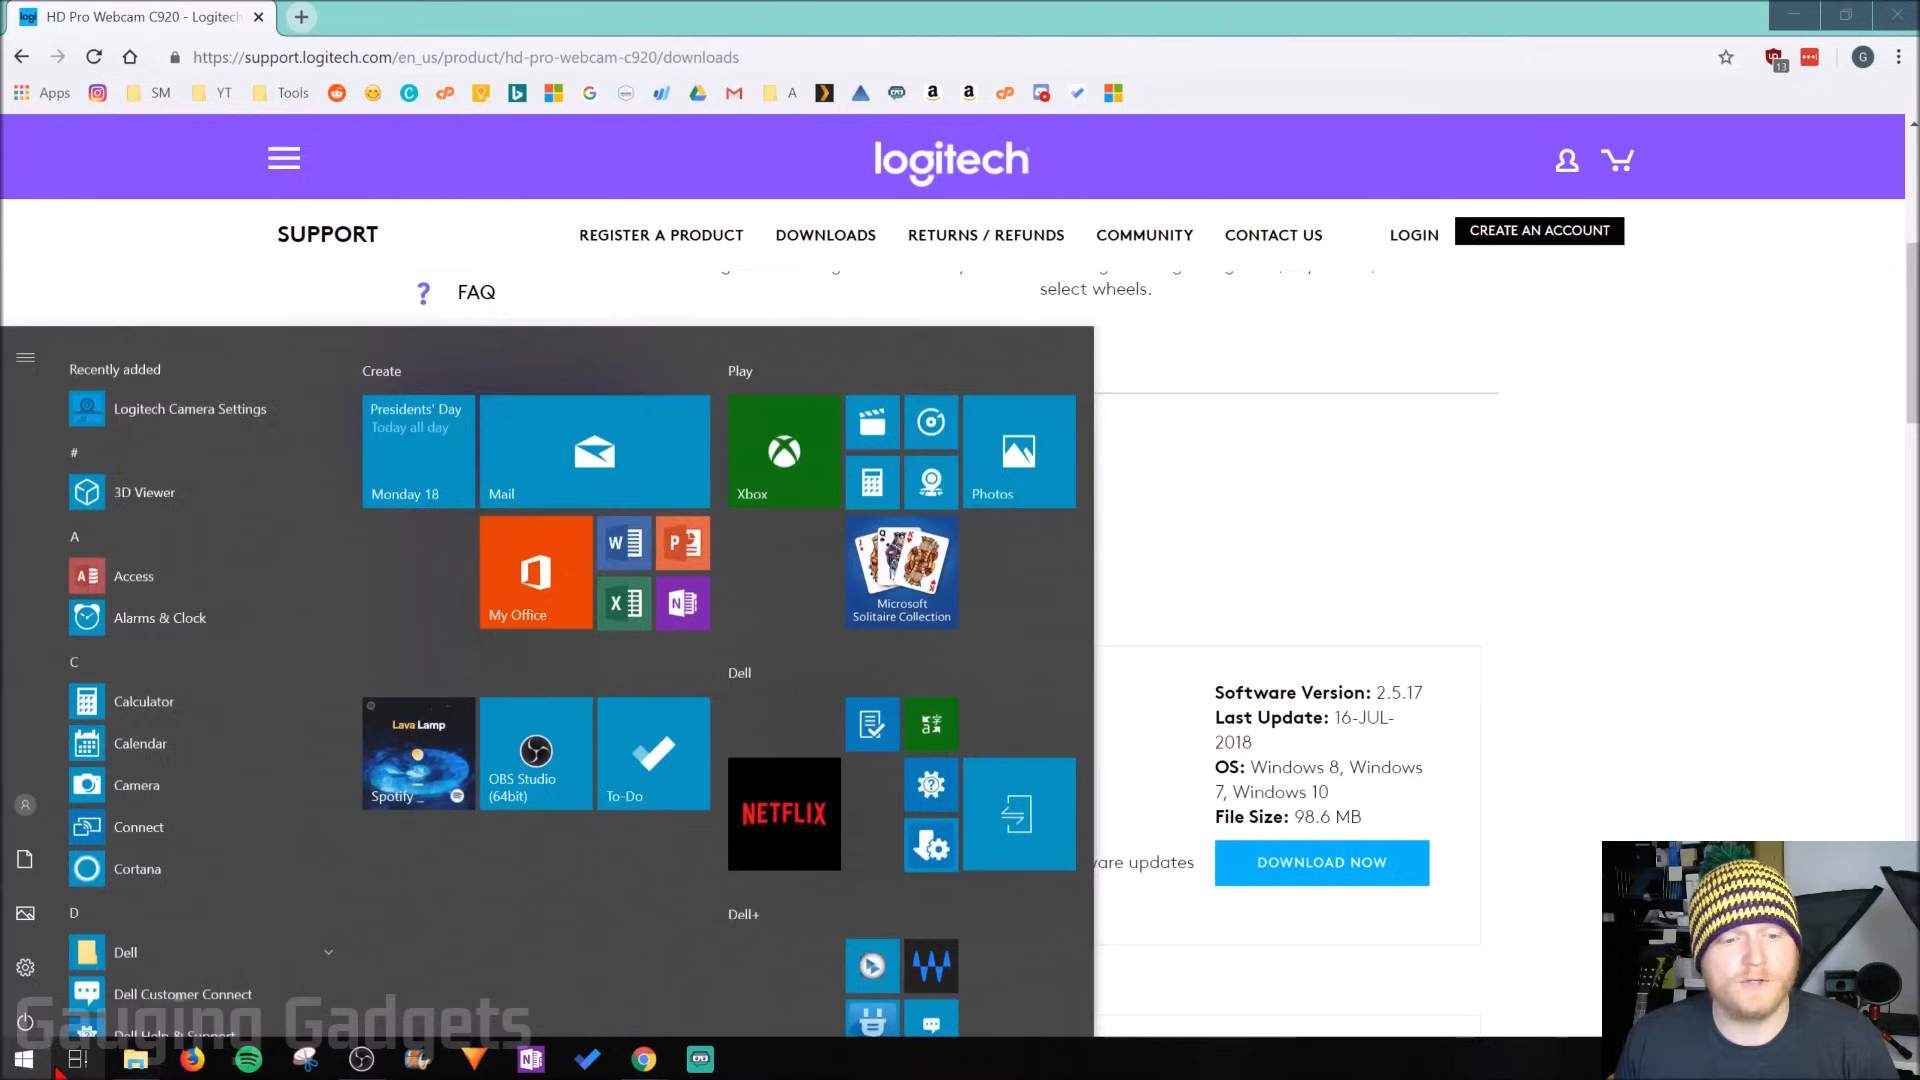 HD Pro Webcam C920 - Logitech
https://support.logitech.com/en_us/product/hd-pro-webcam-c920/downloads
13
G
Apps
SM
YT
Tools
A
logitech
SUPPORT
REGISTER A PRODUCT
DOWNLOADS
RETURNS / REFUNDS
COMMUNITY
CONTACT US
LOGIN
CREATE AN ACCOUNT
? FAQ
select wheels.
Recently added
Logitech Camera Settings
#
3D Viewer
A
Access
Alarms & Clock
C
Calculator
Calendar
Camera
Connect
Cortana
D
Dell
Dell Customer Connect
Dell Help & Support
Create
Presidents' Day
Today all day
Monday 18
Mail
My Office
Lava Lamp
Spotify
OBS Studio
(64bit)
To-Do
Play
Xbox
Photos
Microsoft
Solitaire Collection
Dell
NETFLIX
Dell+
Software Version: 2.5.17
Last Update: 16-JUL-
2018
OS: Windows 8, Windows
7, Windows 10
File Size: 98.6 MB
updates
DOWNLOAD NOW
Gauging Gadgets